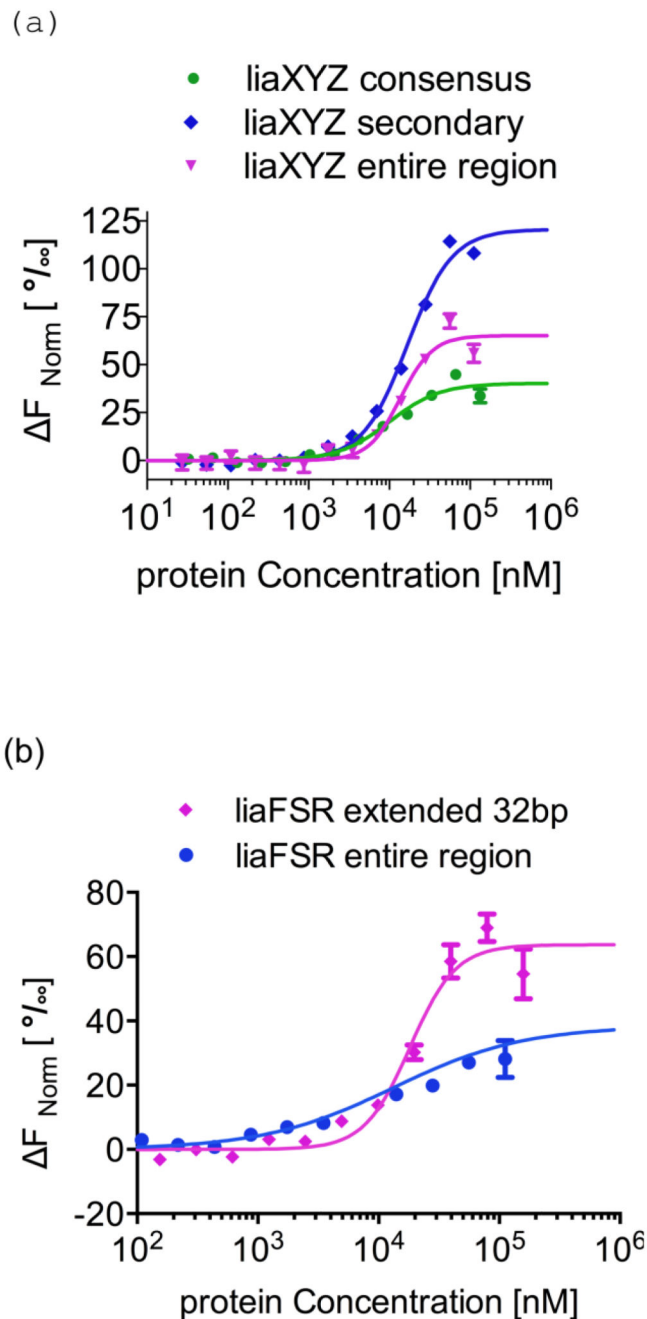 (a)
liaXYZ consensus
liaXYZ secondary
liaXYZ entire region
ΔF Norm [ °/₀₀]
125
100
75
50
25
0
10¹ 10² 10³ 10⁴ 10⁵ 10⁶
protein Concentration [nM]
(b)
liaFSR extended 32bp
liaFSR entire region
ΔF Norm [ °/₀₀]
80
60
40
20
0
-20
10² 10³ 10⁴ 10⁵ 10⁶
protein Concentration [nM]